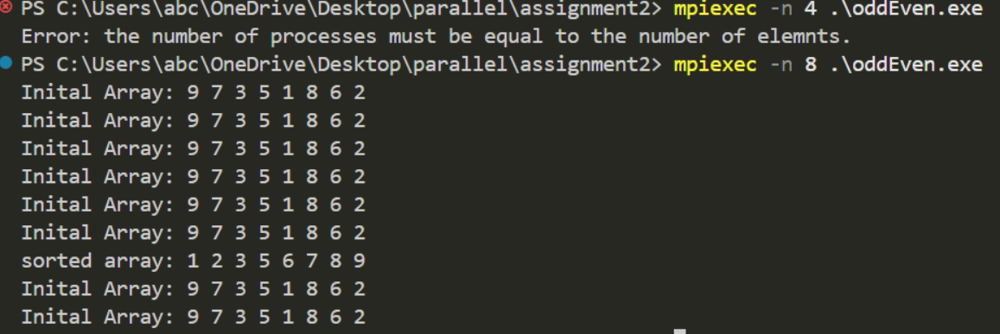 PS C:\Users\abc\OneDrive\Desktop\parallel\assignment2> mpiexec -n 4 .\oddEven.exe
Error: the number of processes must be equal to the number of elemnts.
PS C:\Users\abc\OneDrive\Desktop\parallel\assignment2> mpiexec -n 8 .\oddEven.exe
Inital Array: 9 7 3 5 1 8 6 2
Inital Array: 9 7 3 5 1 8 6 2
Inital Array: 9 7 3 5 1 8 6 2
Inital Array: 9 7 3 5 1 8 6 2
Inital Array: 9 7 3 5 1 8 6 2
Inital Array: 9 7 3 5 1 8 6 2
sorted array: 1 2 3 5 6 7 8 9
Inital Array: 9 7 3 5 1 8 6 2
Inital Array: 9 7 3 5 1 8 6 2